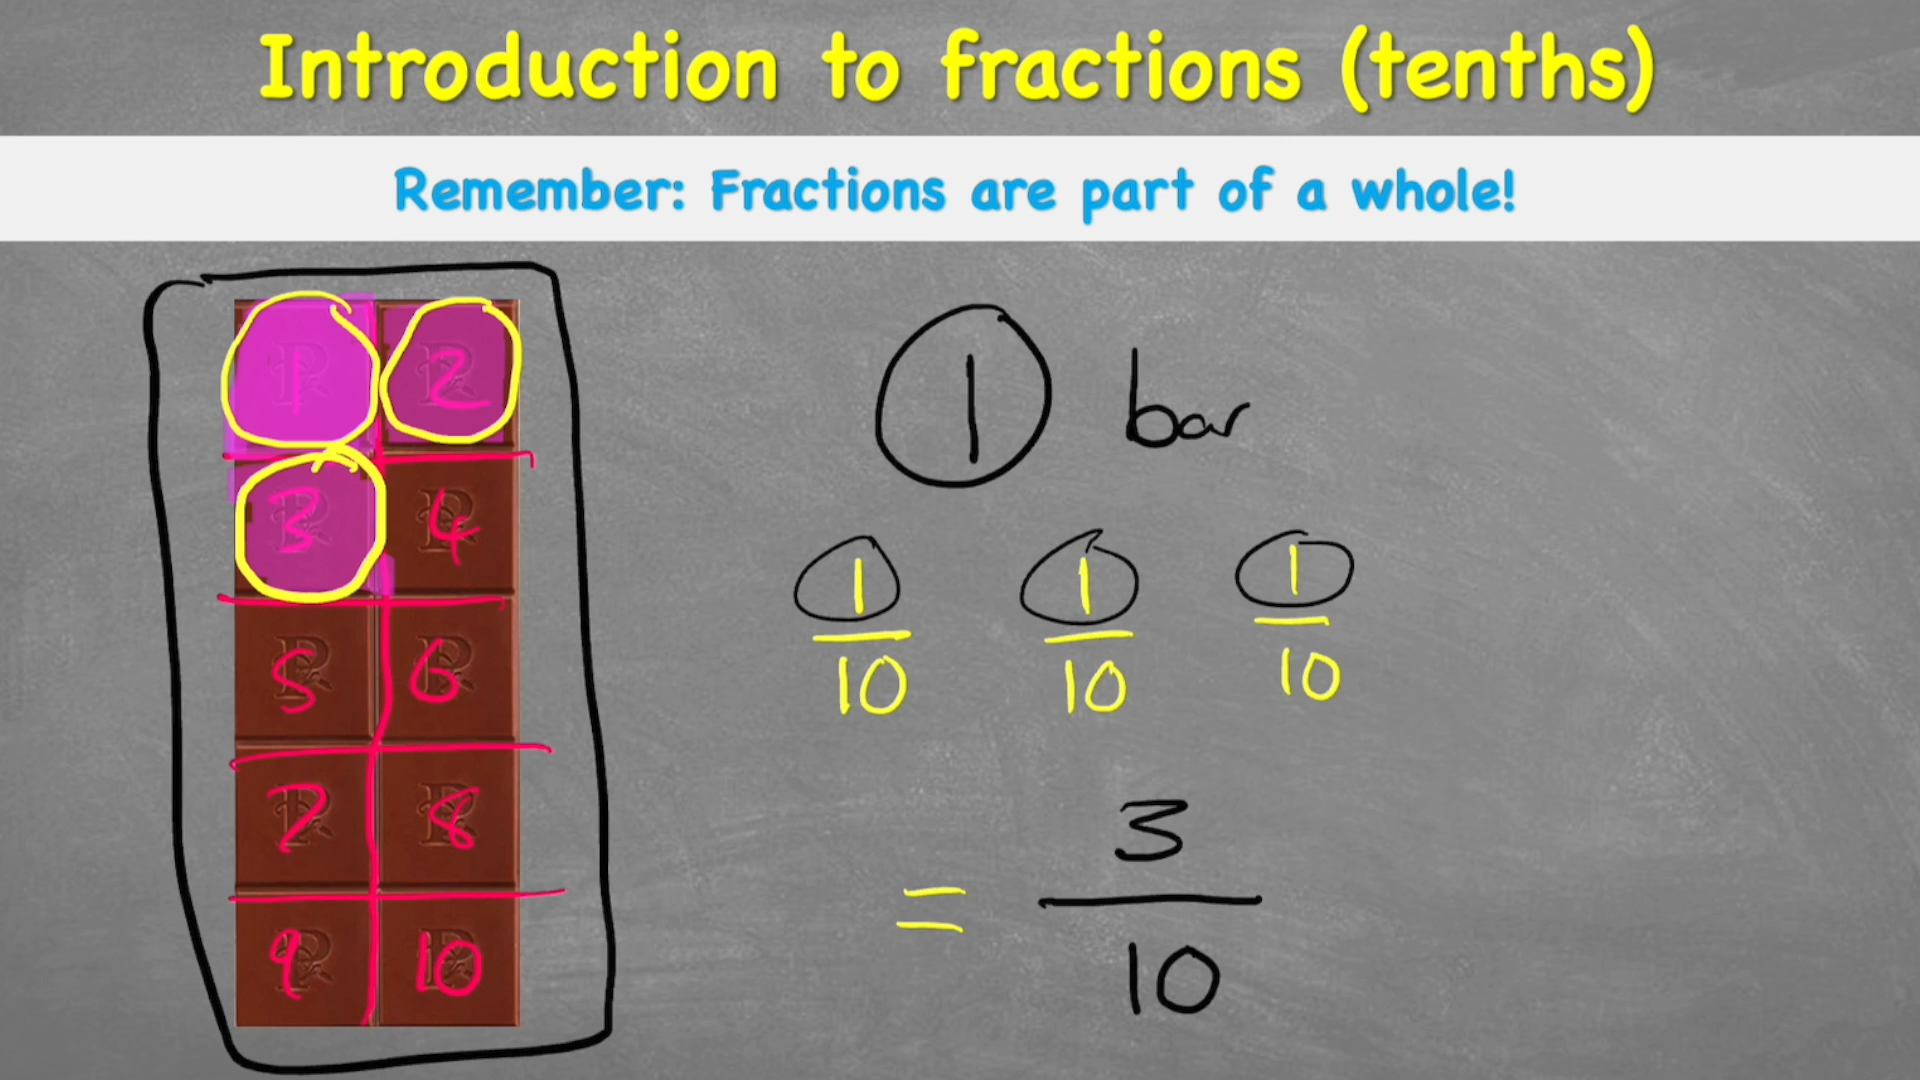 Introduction to fractions (tenths)
Remember: Fractions are part of a whole!
1 2
3 4
5 6
7 8
9 10
1 bar
1 1 1
10 10 10
3
=
10